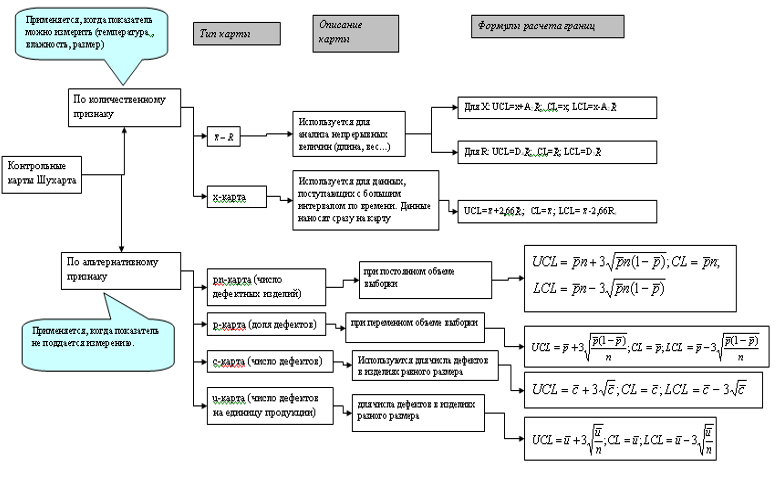 Применяется, когда показатель
можно измерить (температура,
влажность, размер)
Тип карты
Описание
карты
Формулы расчета границ
По количественному
признаку
Контрольные
карты Шухарта
По альтернативному
признаку
Применяется, когда показатель
не поддается измерению.
x̄ – R
Используется для
анализа непрерывных
величин (длина, вес...)
Для X: UCL=x+A.R; CL=x; LCL=x-A.R
Для R: UCL=D.R; CL=R; LCL=D.R
x-карта
Используется для данных,
поступающих с большим
интервалом по времени. Данные
наносят сразу на карту
UCL=x̄+2,66R; CL=x̄; LCL= x̄-2,66R.
pn-карта (число
дефектных изделий)
при постоянном объеме
выборки
UCL = p̄n + 3√p̄n(1 − p̄); CL = p̄n,
LCL = p̄n − 3√p̄n(1 − p̄)
p-карта (доля дефектов)
при переменном объеме выборки
UCL = p̄ + 3√(p̄(1 − p̄)/n); CL = p̄; LCL = p̄ − 3√(p̄(1 − p̄)/n)
c-карта (число дефектов)
Используются для числа дефектов
в изделиях равного размера
UCL = c̄ + 3√c̄; CL = c̄; LCL = c̄ − 3√c̄
u-карта (число дефектов
на единицу продукции)
для числа дефектов в изделиях
разного размера
UCL = ū + 3√(ū/n); CL = ū; LCL = ū − 3√(ū/n)